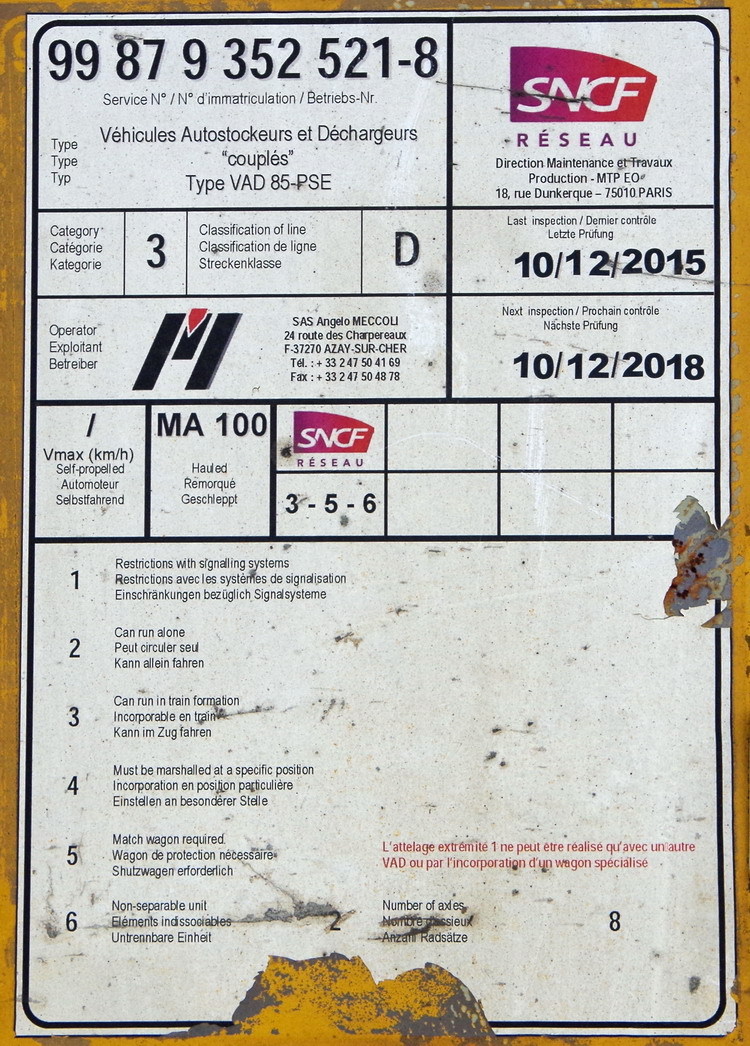 99 87 9 352 521-8
Service N° / N° d'immatriculation / Betriebs-Nr.
Type
Type
Typ
Véhicules Autostockeurs et Déchargeurs
"couplés"
Type VAD 85-PSE
SNCF
RÉSEAU
Direction Maintenance et Travaux
Production - MTP EO
18, rue Dunkerque – 75010 PARIS
Category
Catégorie
Kategorie
3
Classification of line
Classification de ligne
Streckenklasse
D
Last inspection / Dernier contrôle
Letzte Prüfung
10/12/2015
Operator
Exploitant
Betreiber
SAS Angelo MECCOLI
24 route des Charpereaux
F-37270 AZAY-SUR-CHER
Tél. : + 33 2 47 50 41 69
Fax : + 33 2 47 50 48 78
Next inspection / Prochain contrôle
Nächste Prüfung
10/12/2018
/
Vmax (km/h)
Self-propelled
Automoteur
Selbstfahrend
MA 100
Hauled
Remorqué
Geschleppt
SNCF
RÉSEAU
3 - 5 - 6
1
Restrictions with signalling systems
Restrictions avec les systèmes de signalisation
Einschränkungen bezüglich Signalsysteme
2
Can run alone
Peut circuler seul
Kann allein fahren
3
Can run in train formation
Incorporable en train
Kann im Zug fahren
4
Must be marshalled at a specific position
Incorporation en position particulière
Einstellen an besonderer Stelle
5
Match wagon required
Wagon de protection nécessaire
Shutzwagen erforderlich
L'attelage extrémité 1 ne peut être réalisé qu'avec un autre
VAD ou par l'incorporation d'un wagon spécialisé
6
Non-separable unit
Eléments indissociables
Untrennbare Einheit
2
Number of axles
Nombre d'essieux
Anzahl Radsätze
8